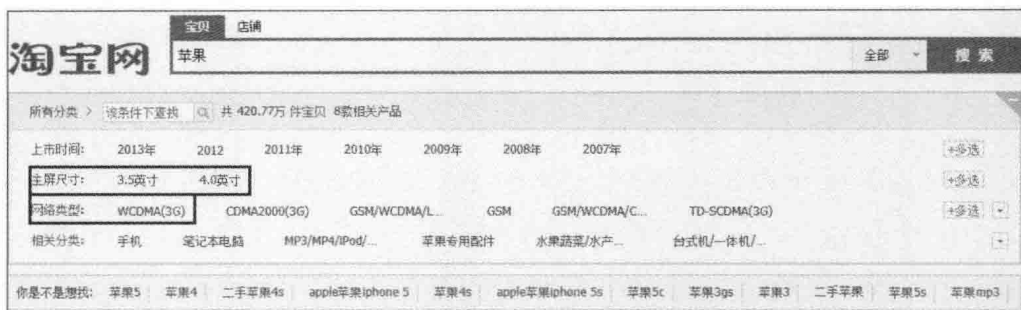 宝贝 店铺
淘宝网 苹果 全部 搜 索
所有分类 > 该条件下查找 共 420.77万 件宝贝 8款相关产品
上市时间: 2013年 2012 2011年 2010年 2009年 2008年 2007年 +多选
主屏尺寸: 3.5英寸 4.0英寸 +多选
网络类型: WCDMA(3G) CDMA2000(3G) GSM/WCDMA/L... GSM GSM/WCDMA/C... TD-SCDMA(3G) +多选
相关分类: 手机 笔记本电脑 MP3/MP4/iPod/... 苹果专用配件 水果蔬菜/水产... 台式机/一体机/...
你是不是想找: 苹果5 苹果4 二手苹果4s apple苹果iphone 5 苹果4s apple苹果iphone 5s 苹果5c 苹果3gs 苹果3 二手苹果 苹果5s 苹果mp3